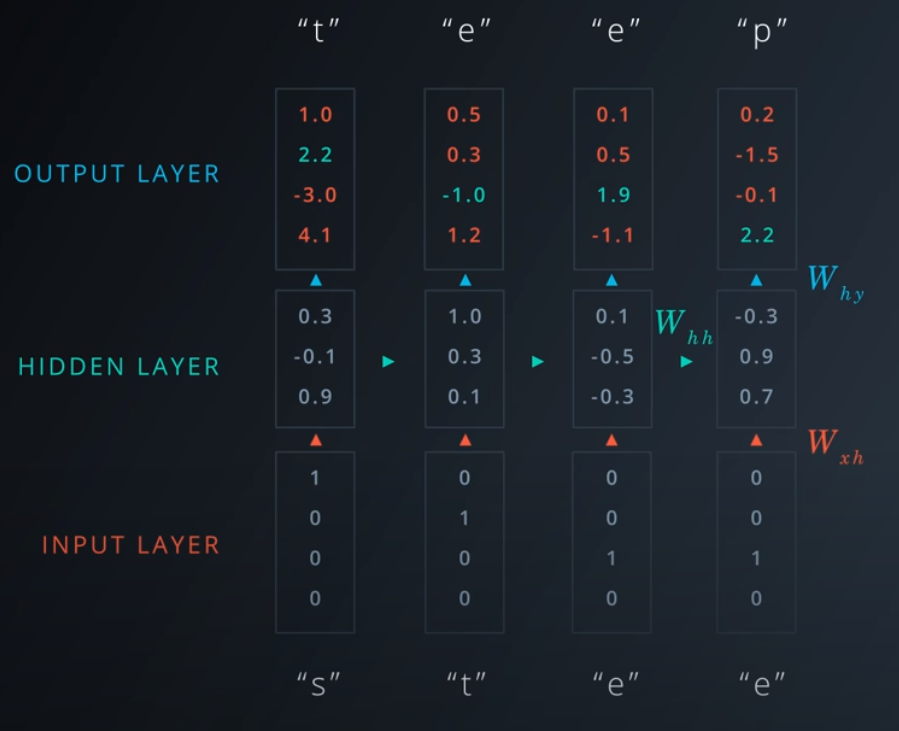 “t” “e” “e” “p”
1.0 0.5 0.1 0.2
2.2 0.3 0.5 -1.5
OUTPUT LAYER
-3.0 -1.0 1.9 -0.1
4.1 1.2 -1.1 2.2
W hy
0.3 1.0 0.1 W hh -0.3
HIDDEN LAYER -0.1 0.3 -0.5 0.9
0.9 0.1 -0.3 0.7
W xh
1 0 0 0
0 1 0 0
INPUT LAYER
0 0 1 1
0 0 0 0
“s” “t” “e” “e”